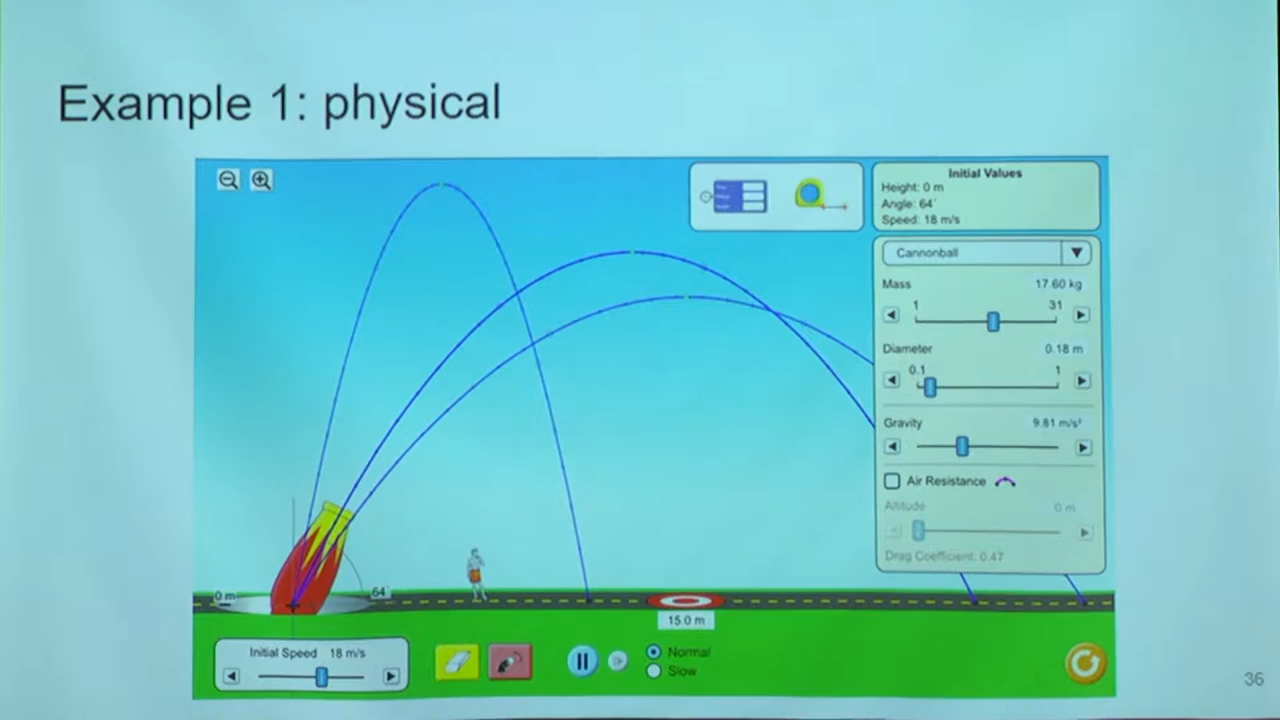 Example 1: physical
Initial Values
Height: 0 m
Angle: 64°
Speed: 18 m/s
Cannonball
Mass 17.60 kg
1 31
Diameter 0.18 m
0.1 1
Gravity 9.81 m/s²
Air Resistance
Altitude 0 m
Drag Coefficient: 0.47
0 m
64°
15.0 m
Initial Speed 18 m/s
Normal
Slow
36